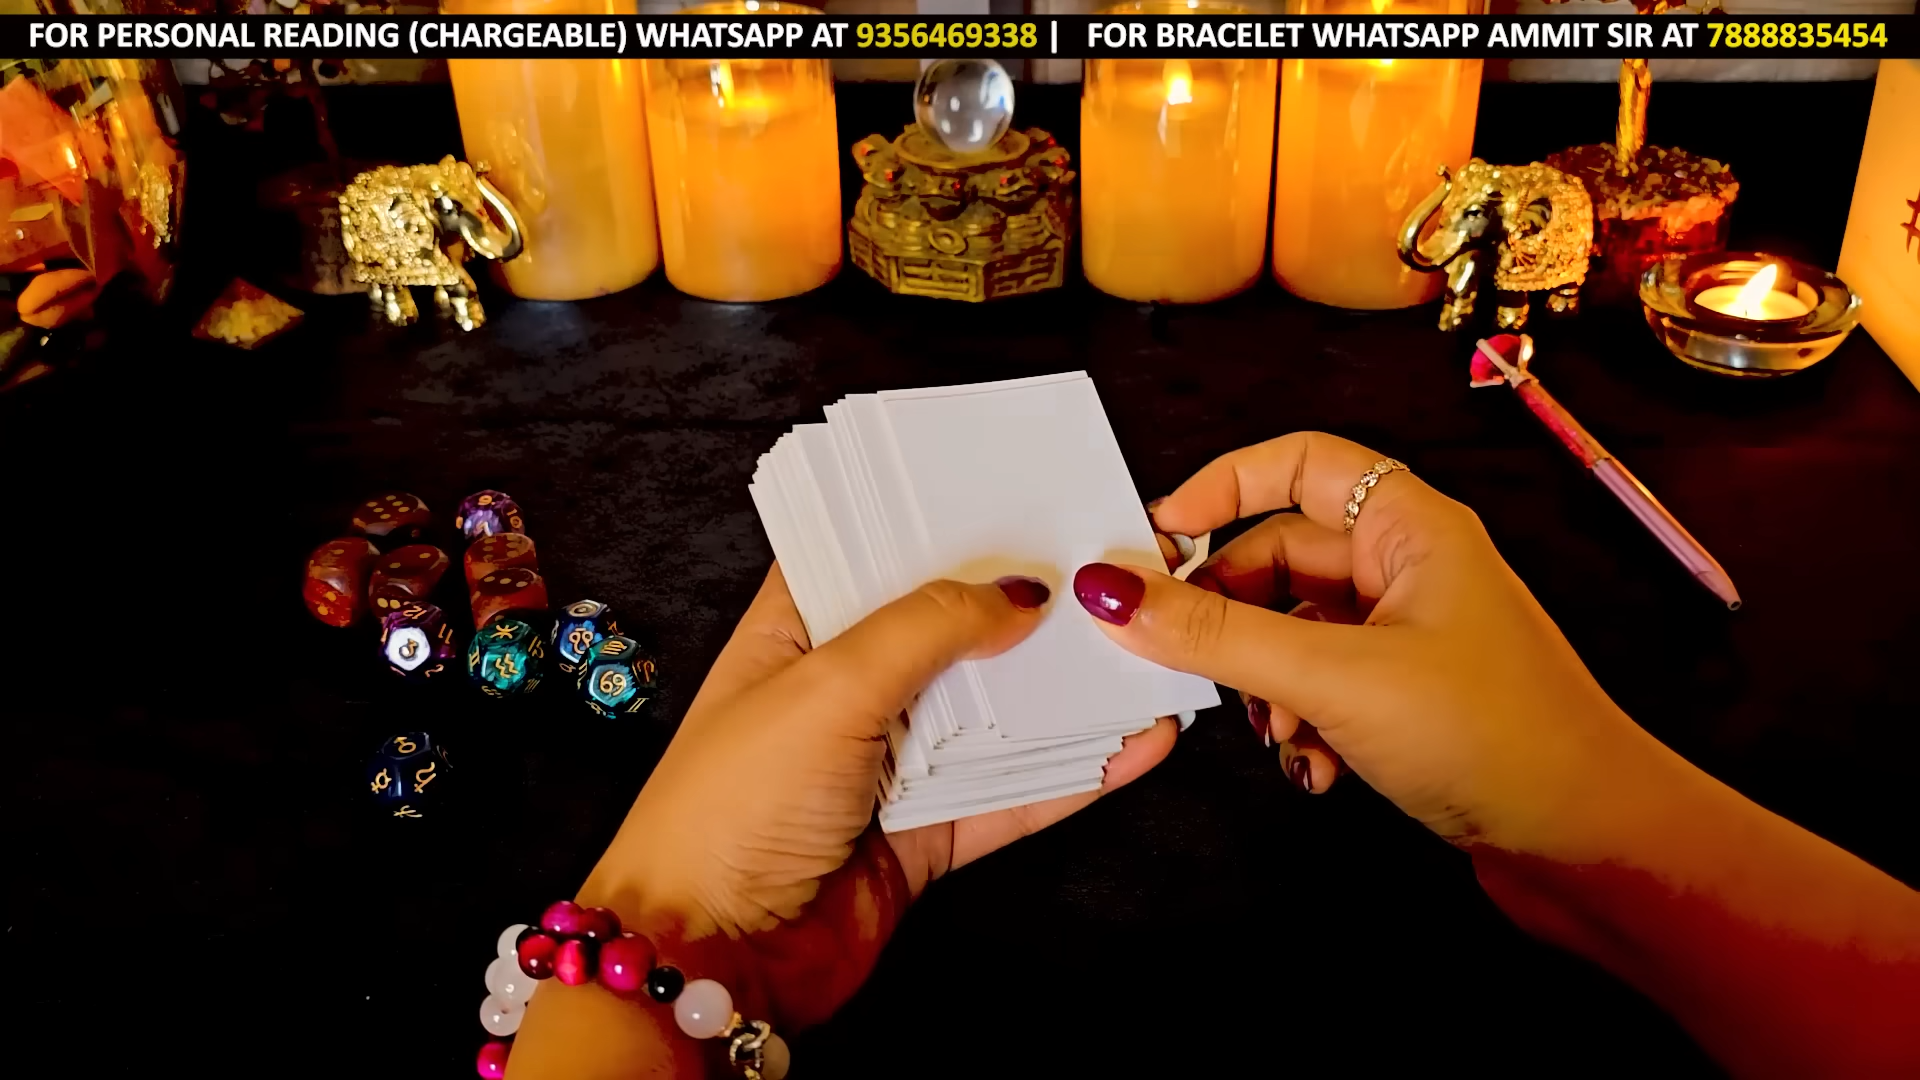 FOR PERSONAL READING (CHARGEABLE) WHATSAPP AT 9356469338 | FOR BRACELET WHATSAPP AMMIT SIR AT 7888835454